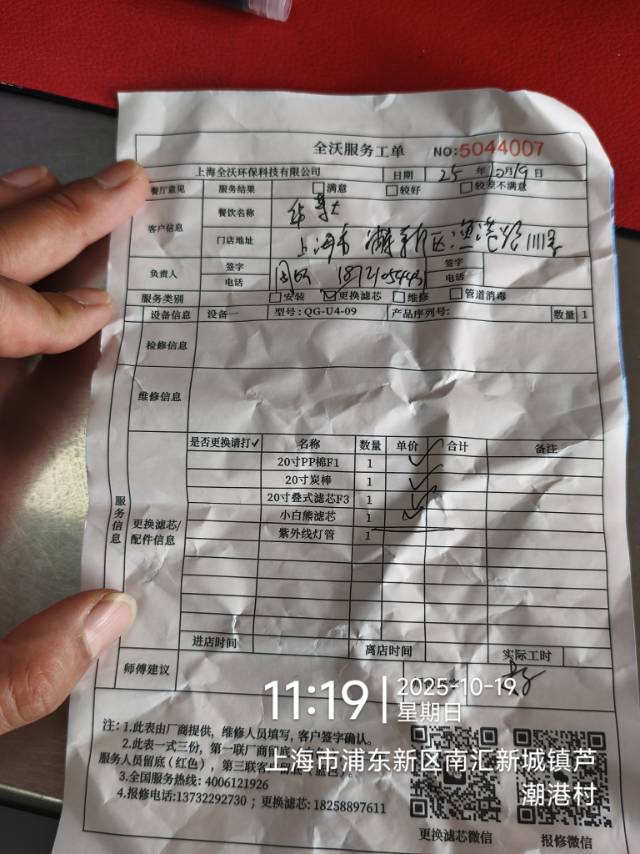 全沃服务工单 NO:5044007
上海全沃环保科技有限公司 日期 25 年 10 月 19 日
餐厅意见 服务结果 满意 较好 较差不满意
客户信息 餐饮名称
门店地址 上海市 区 路
负责人 签字 签字
电话 电话
服务类别 安装 更换滤芯 维修 管道消毒
设备信息 设备一 型号:QG-U4-09 产品序列号: 数量 1
检修信息
维修信息
服务信息
更换滤芯/配件信息
是否更换请打✓ 名称 数量 单价 合计 备注
20寸PP棉F1 1 ✓
20寸炭棒 1 ✓
20寸叠式滤芯F3 1 ✓
小白熊滤芯 1 ✓
紫外线灯管 1
进店时间 离店时间 实际工时
师傅建议
11:19 2025-10-19
星期日
上海市浦东新区南汇新城镇芦
潮港村
注: 1.此表由厂商提供, 维修人员填写, 客户签字确认。
2.此表一式三份, 第一联厂商留底
服务人员留底(红色), 第三联客
3.全国服务热线: 4006121926
4.报修电话:13732292730 ; 更换滤芯: 18258897611
更换滤芯微信 报修微信